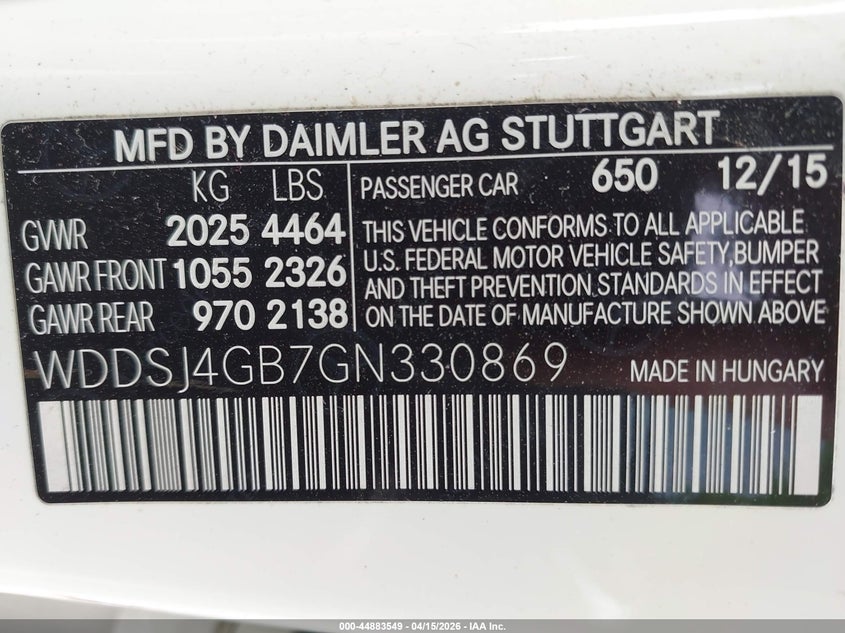 MFD BY DAIMLER AG STUTTGART
KG LBS
GVWR 2025 4464
GAWR FRONT 1055 2326
GAWR REAR 970 2138
PASSENGER CAR 650 12/15
THIS VEHICLE CONFORMS TO ALL APPLICABLE
U.S. FEDERAL MOTOR VEHICLE SAFETY,BUMPER
AND THEFT PREVENTION STANDARDS IN EFFECT
ON THE DATE OF MANUFACTURE SHOWN ABOVE
WDDSJ4GB7GN330869 MADE IN HUNGARY
000-44883549 - 04/15/2026 - IAA Inc.